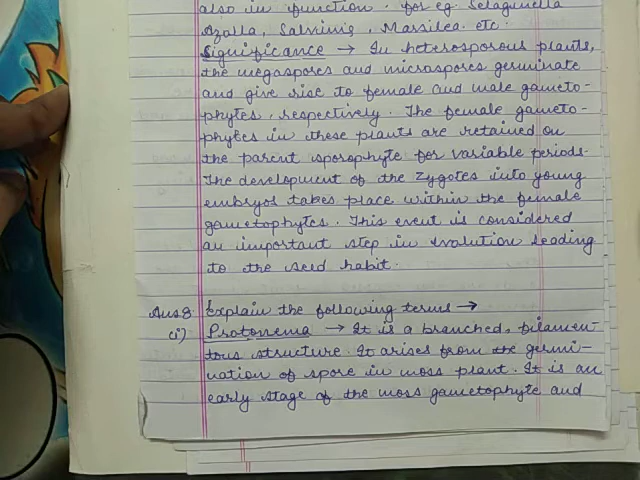 also in function. for eg. Selaginella
Azolla, Salvinia, Marsilea. etc.
Significance → In heterosporous plants,
the megaspores and microspores germinate
and give rise to female and male gameto-
phytes, respectively. The female gameto-
phytes in these plants are retained on
the parent sporophyte for variable periods.
The development of the zygotes into young
embryos takes place within the female
gametophytes. This event is considered
an important step in evolution leading
to the seed habit.
Ans8 Explain the following terms →
(i) Protonema → It is a branched, filamen-
tous structure. It arises from the germi-
nation of spore in moss plant. It is an
early stage of the moss gametophyte and